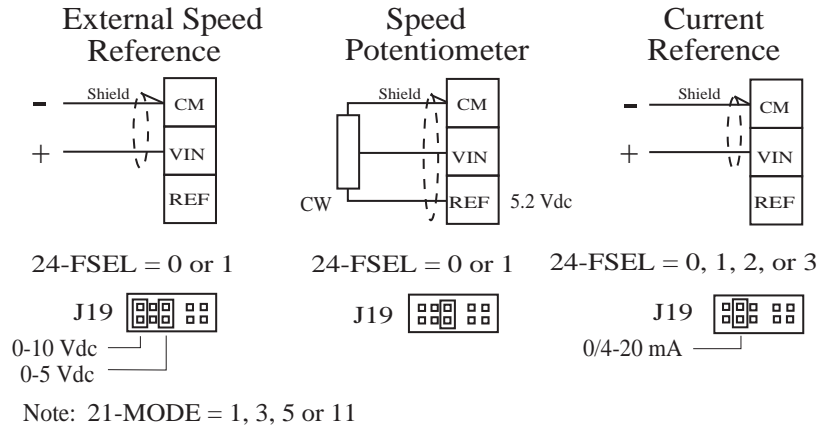 External Speed
Reference
- Shield CM
+ VIN
REF
24-FSEL = 0 or 1
J19
0-10 Vdc
0-5 Vdc
Speed
Potentiometer
Shield CM
VIN
CW REF 5.2 Vdc
24-FSEL = 0 or 1
J19
Current
Reference
- Shield CM
+ VIN
REF
24-FSEL = 0, 1, 2, or 3
J19
0/4-20 mA
Note: 21-MODE = 1, 3, 5 or 11